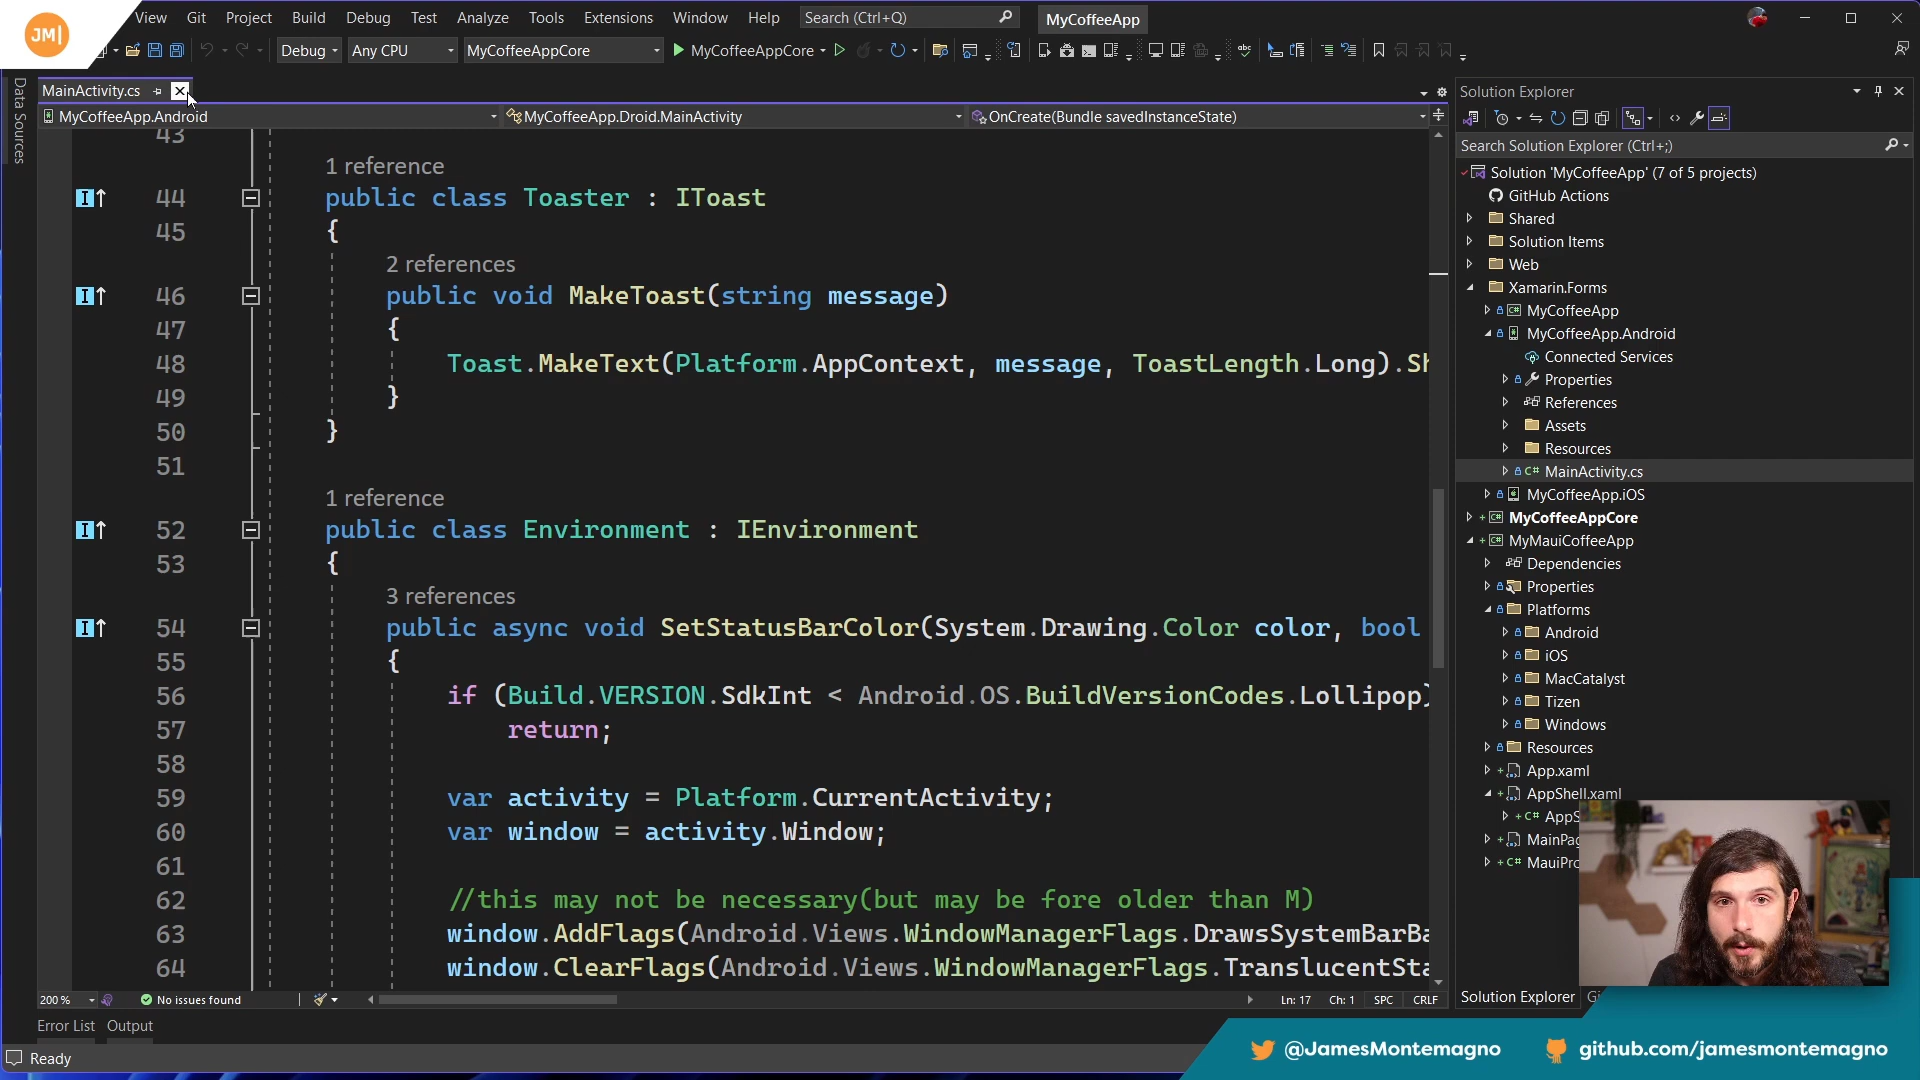 JM|
View Git Project Build Debug Test Analyze Tools Extensions Window Help Search (Ctrl+Q) MyCoffeeApp
Debug Any CPU MyCoffeeAppCore MyCoffeeAppCore
Data Sources
MainActivity.cs
MyCoffeeApp.Android MyCoffeeApp.Droid.MainActivity OnCreate(Bundle savedInstanceState)
43
1 reference
44 public class Toaster : IToast
45 {
2 references
46 public void MakeToast(string message)
47 {
48 Toast.MakeText(Platform.AppContext, message, ToastLength.Long).Sh
49 }
50 }
51
1 reference
52 public class Environment : IEnvironment
53 {
3 references
54 public async void SetStatusBarColor(System.Drawing.Color color, bool
55 {
56 if (Build.VERSION.SdkInt < Android.OS.BuildVersionCodes.Lollipop)
57 return;
58
59 var activity = Platform.CurrentActivity;
60 var window = activity.Window;
61
62 //this may not be necessary(but may be fore older than M)
63 window.AddFlags(Android.Views.WindowManagerFlags.DrawsSystemBarBa
64 window.ClearFlags(Android.Views.WindowManagerFlags.TranslucentSta
200 % No issues found Ln: 17 Ch: 1 SPC CRLF
Error List Output
Ready
Solution Explorer
Search Solution Explorer (Ctrl+;)
Solution 'MyCoffeeApp' (7 of 5 projects)
GitHub Actions
Shared
Solution Items
Web
Xamarin.Forms
C# MyCoffeeApp
MyCoffeeApp.Android
Connected Services
Properties
References
Assets
Resources
C# MainActivity.cs
MyCoffeeApp.iOS
C# MyCoffeeAppCore
C# MyMauiCoffeeApp
Dependencies
Properties
Platforms
Android
iOS
MacCatalyst
Tizen
Windows
Resources
App.xaml
AppShell.xaml
C# AppS
MainPag
C# MauiPro
Solution Explorer Gi
@JamesMontemagno github.com/jamesmontemagno